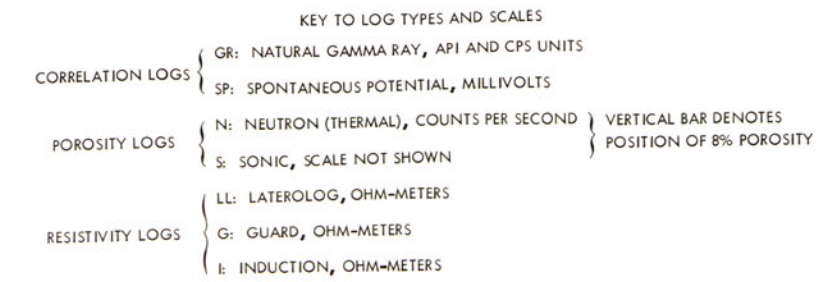 KEY TO LOG TYPES AND SCALES
CORRELATION LOGS
GR: NATURAL GAMMA RAY, API AND CPS UNITS
SP: SPONTANEOUS POTENTIAL, MILLIVOLTS
POROSITY LOGS
N: NEUTRON (THERMAL), COUNTS PER SECOND
S: SONIC, SCALE NOT SHOWN
VERTICAL BAR DENOTES
POSITION OF 8% POROSITY
RESISTIVITY LOGS
LL: LATEROLOG, OHM-METERS
G: GUARD, OHM-METERS
I: INDUCTION, OHM-METERS